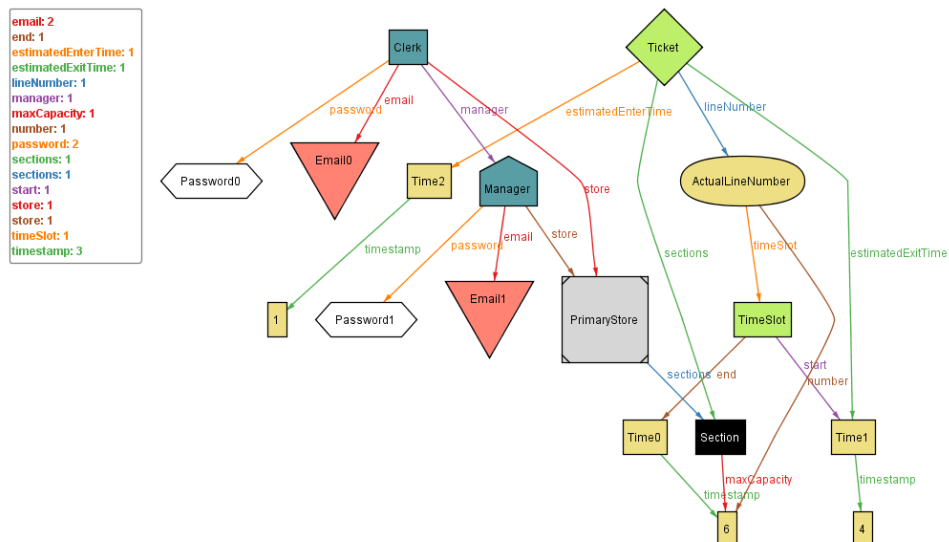 email: 2
end: 1
estimatedEnterTime: 1
estimatedExitTime: 1
lineNumber: 1
manager: 1
maxCapacity: 1
number: 1
password: 2
sections: 1
sections: 1
start: 1
store: 1
store: 1
timeSlot: 1
timestamp: 3
Clerk
Ticket
email
password
manager
estimatedEnterTime
lineNumber
Email0
Password0
Time2
Manager
store
ActualLineNumber
store
timestamp
password
email
sections
timeSlot
estimatedExitTime
Email1
1
Password1
PrimaryStore
TimeSlot
start
sections
end
number
Time0
Section
Time1
maxCapacity
timestamp
timestamp
6
4